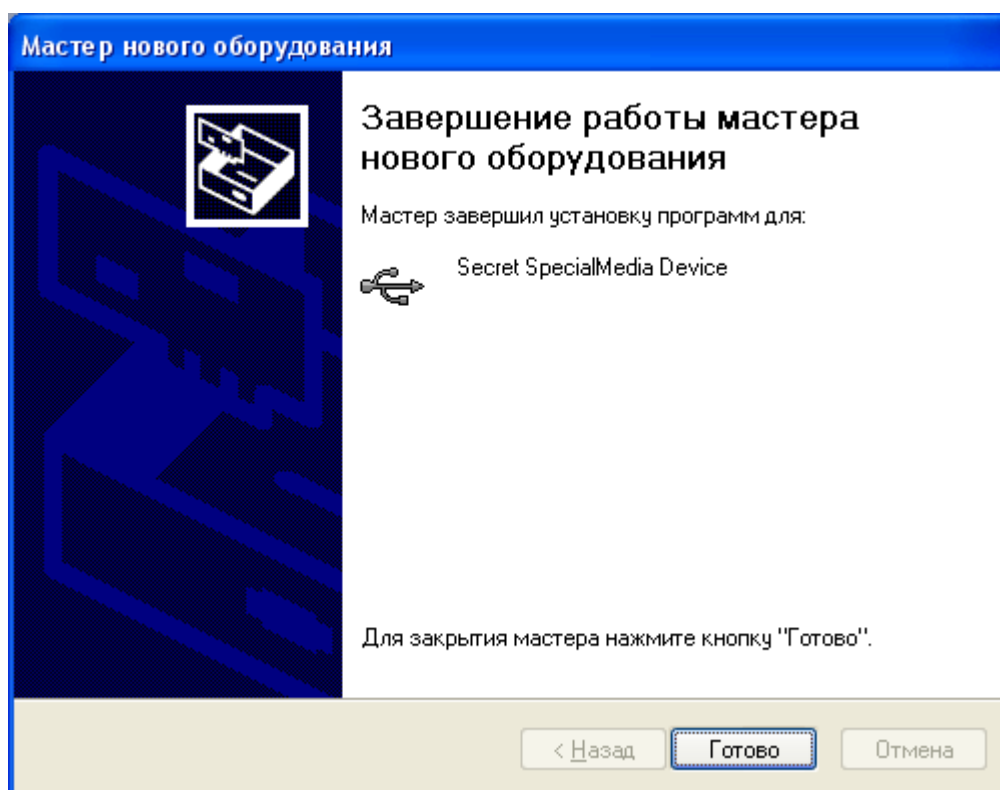 Мастер нового оборудования
Завершение работы мастера
нового оборудования
Мастер завершил установку программ для:
Secret SpecialMedia Device
Для закрытия мастера нажмите кнопку "Готово".
< Назад
Готово
Отмена